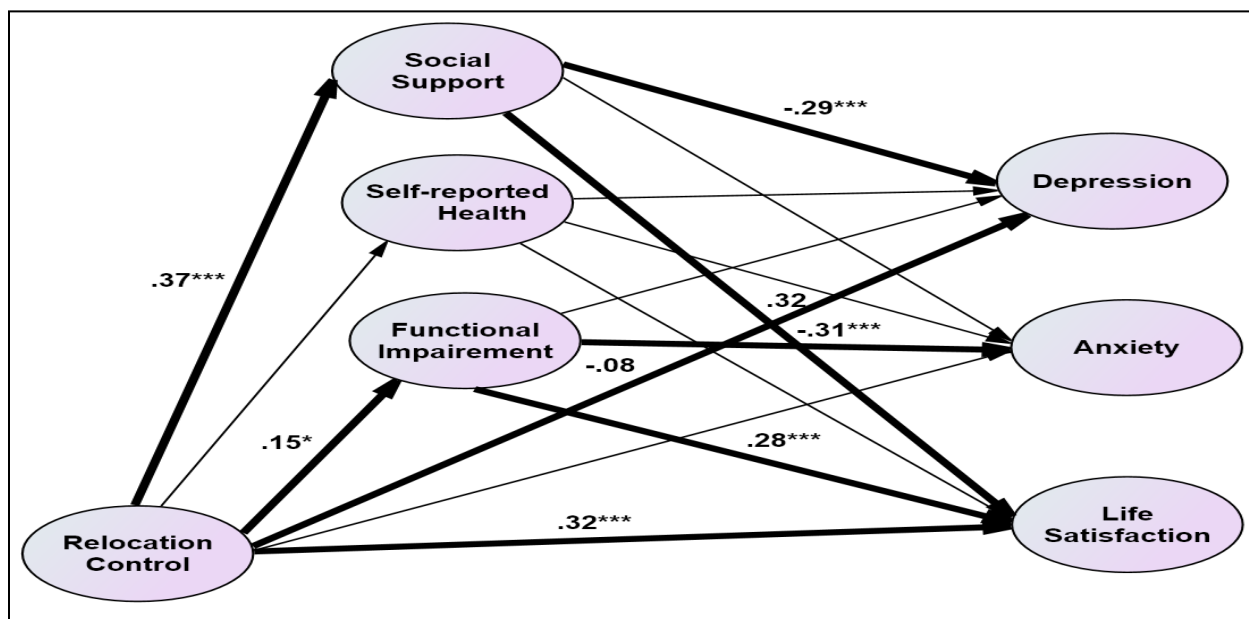 Social
Support
-.29***
Depression
Self-reported
Health
.37***
.32
-.31***
Functional
Impairement
Anxiety
-.08
.15*
.28***
Life
Satisfaction
.32***
Relocation
Control